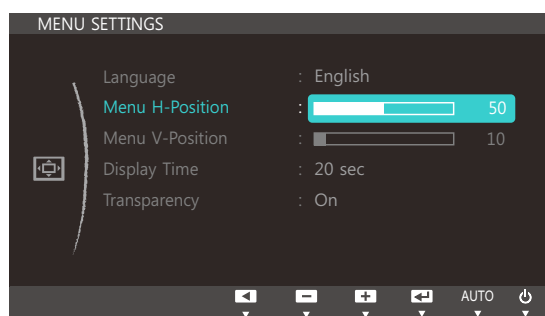 MENU SETTINGS
Language : English
Menu H-Position : 50
Menu V-Position : 10
Display Time : 20 sec
Transparency : On
AUTO